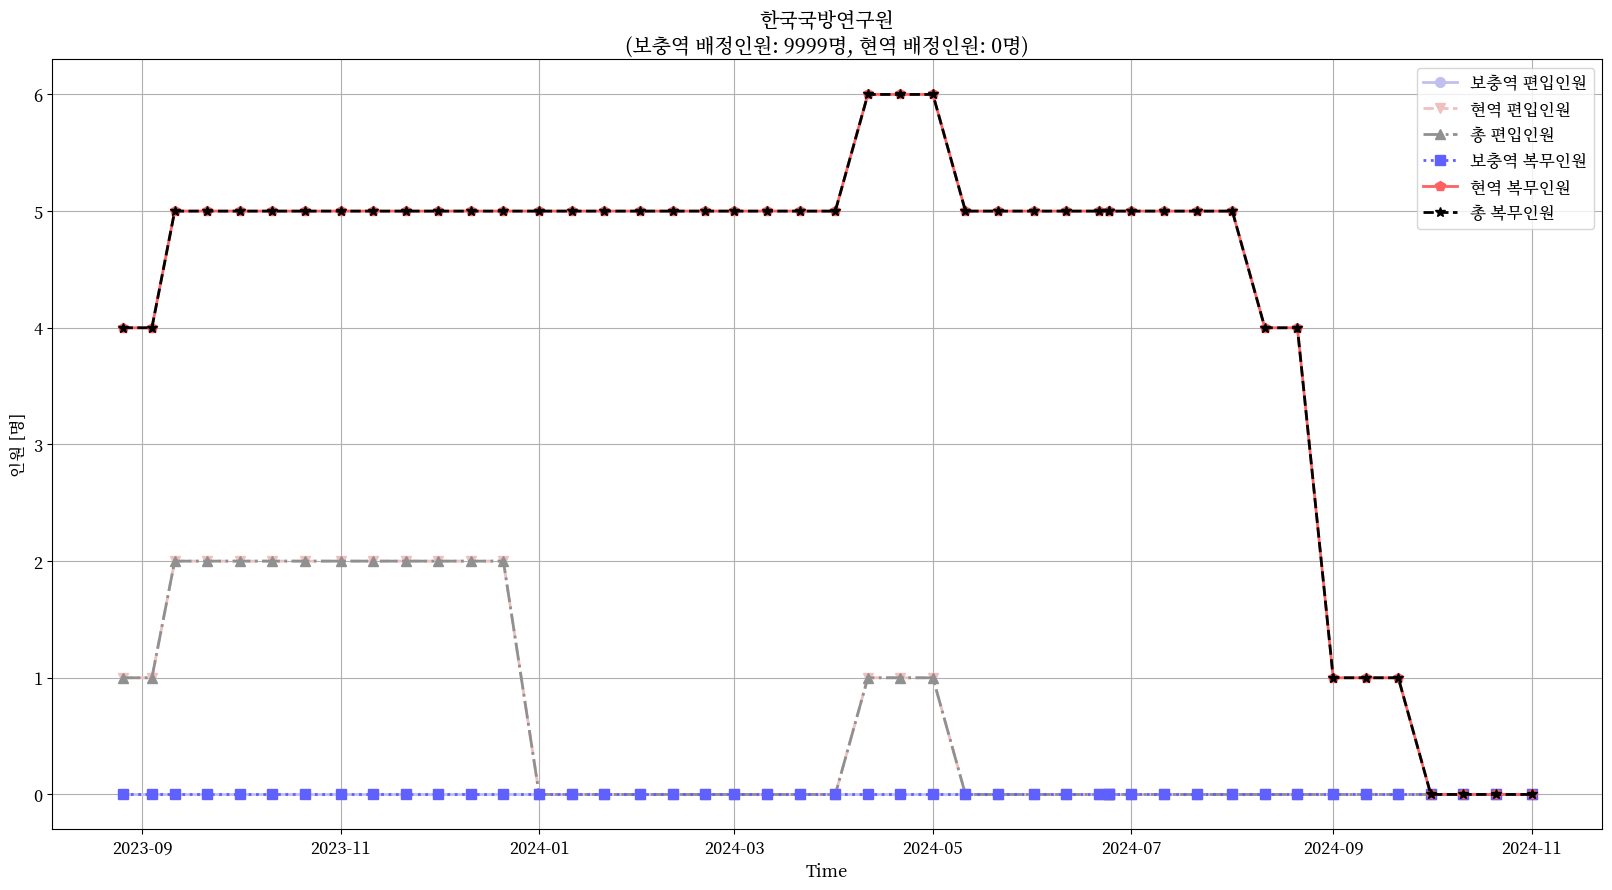 한국국방연구원
(보충역 배정인원: 9999명, 현역 배정인원: 0명)
보충역 편입인원
현역 편입인원
총 편입인원
보충역 복무인원
현역 복무인원
총 복무인원
인원 [명]
6
5
4
3
2
1
0
2023-09 2023-11 2024-01 2024-03 2024-05 2024-07 2024-09 2024-11
Time